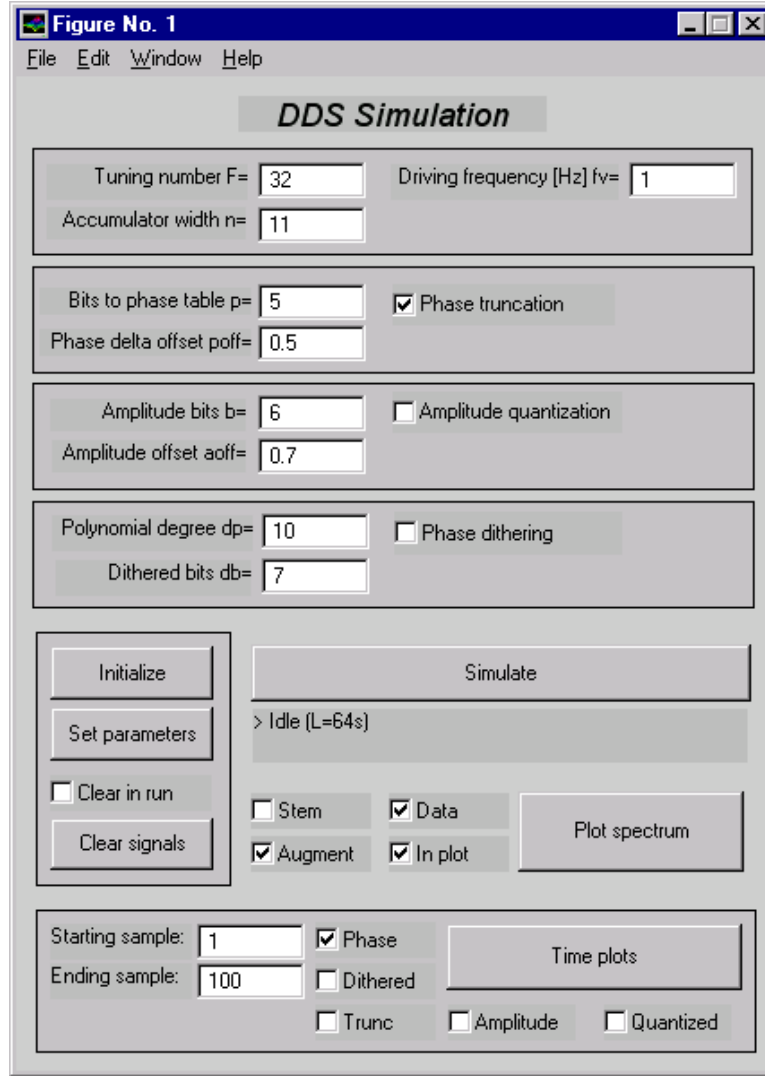 Figure No. 1
File Edit Window Help
DDS Simulation
Tuning number F= 32 Driving frequency [Hz] fv= 1
Accumulator width n= 11
Bits to phase table p= 5 Phase truncation
Phase delta offset poff= 0.5
Amplitude bits b= 6 Amplitude quantization
Amplitude offset aoff= 0.7
Polynomial degree dp= 10 Phase dithering
Dithered bits db= 7
Initialize Simulate
Set parameters > Idle (L=64s)
Clear in run
Stem Data Plot spectrum
Clear signals Augment In plot
Starting sample: 1 Phase Time plots
Ending sample: 100 Dithered
Trunc Amplitude Quantized